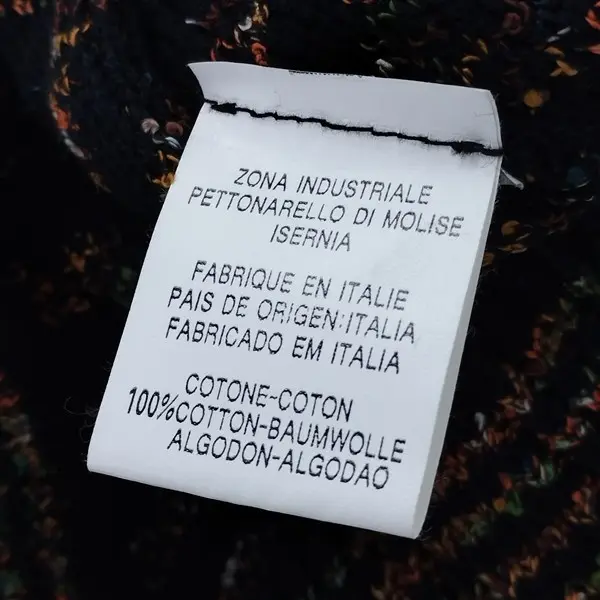 ZONA INDUSTRIALE
PETTONARELLO DI MOLISE
ISERNIA
FABRIQUE EN ITALIE
PAIS DE ORIGEN:ITALIA
FABRICADO EM ITALIA
COTONE-COTON
100%COTTON-BAUMWOLLE
ALGODON-ALGODAO